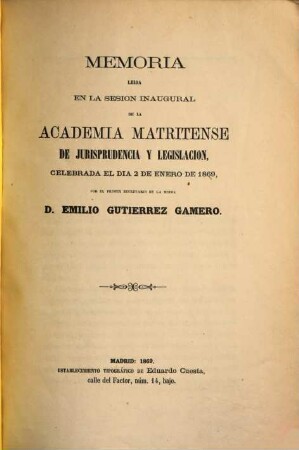 MEMORIA
LEIDA
EN LA SESION INAUGURAL
DE LA
ACADEMIA MATRITENSE
DE JURISPRUDENCIA Y LEGISLACION,
CELEBRADA EL DIA 2 DE ENERO DE 1869,
POR EL PRIMER SECRETARIO DE LA MISMA
D. EMILIO GUTIERREZ GAMERO.
MADRID: 1869.
ESTABLECIMIENTO TIPOGRÁFICO DE Eduardo Cuesta,
calle del Factor, núm. 14, bajo.